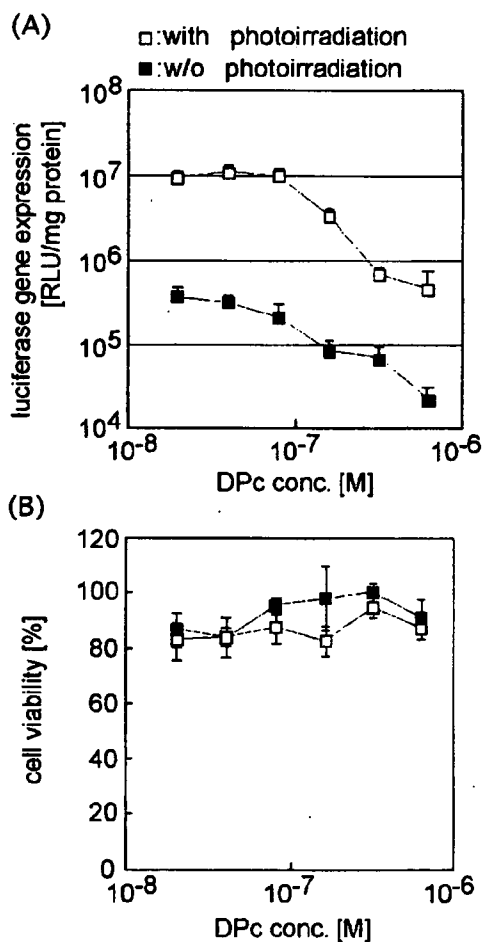 (A)
□:with photoirradiation
■:w/o photoirradiation
luciferase gene expression
[RLU/mg protein]
10⁸
10⁷
10⁶
10⁵
10⁴
10⁻⁸
10⁻⁷
10⁻⁶
DPc conc. [M]
(B)
cell viability [%]
120
100
80
60
40
20
0
10⁻⁸
10⁻⁷
10⁻⁶
DPc conc. [M]